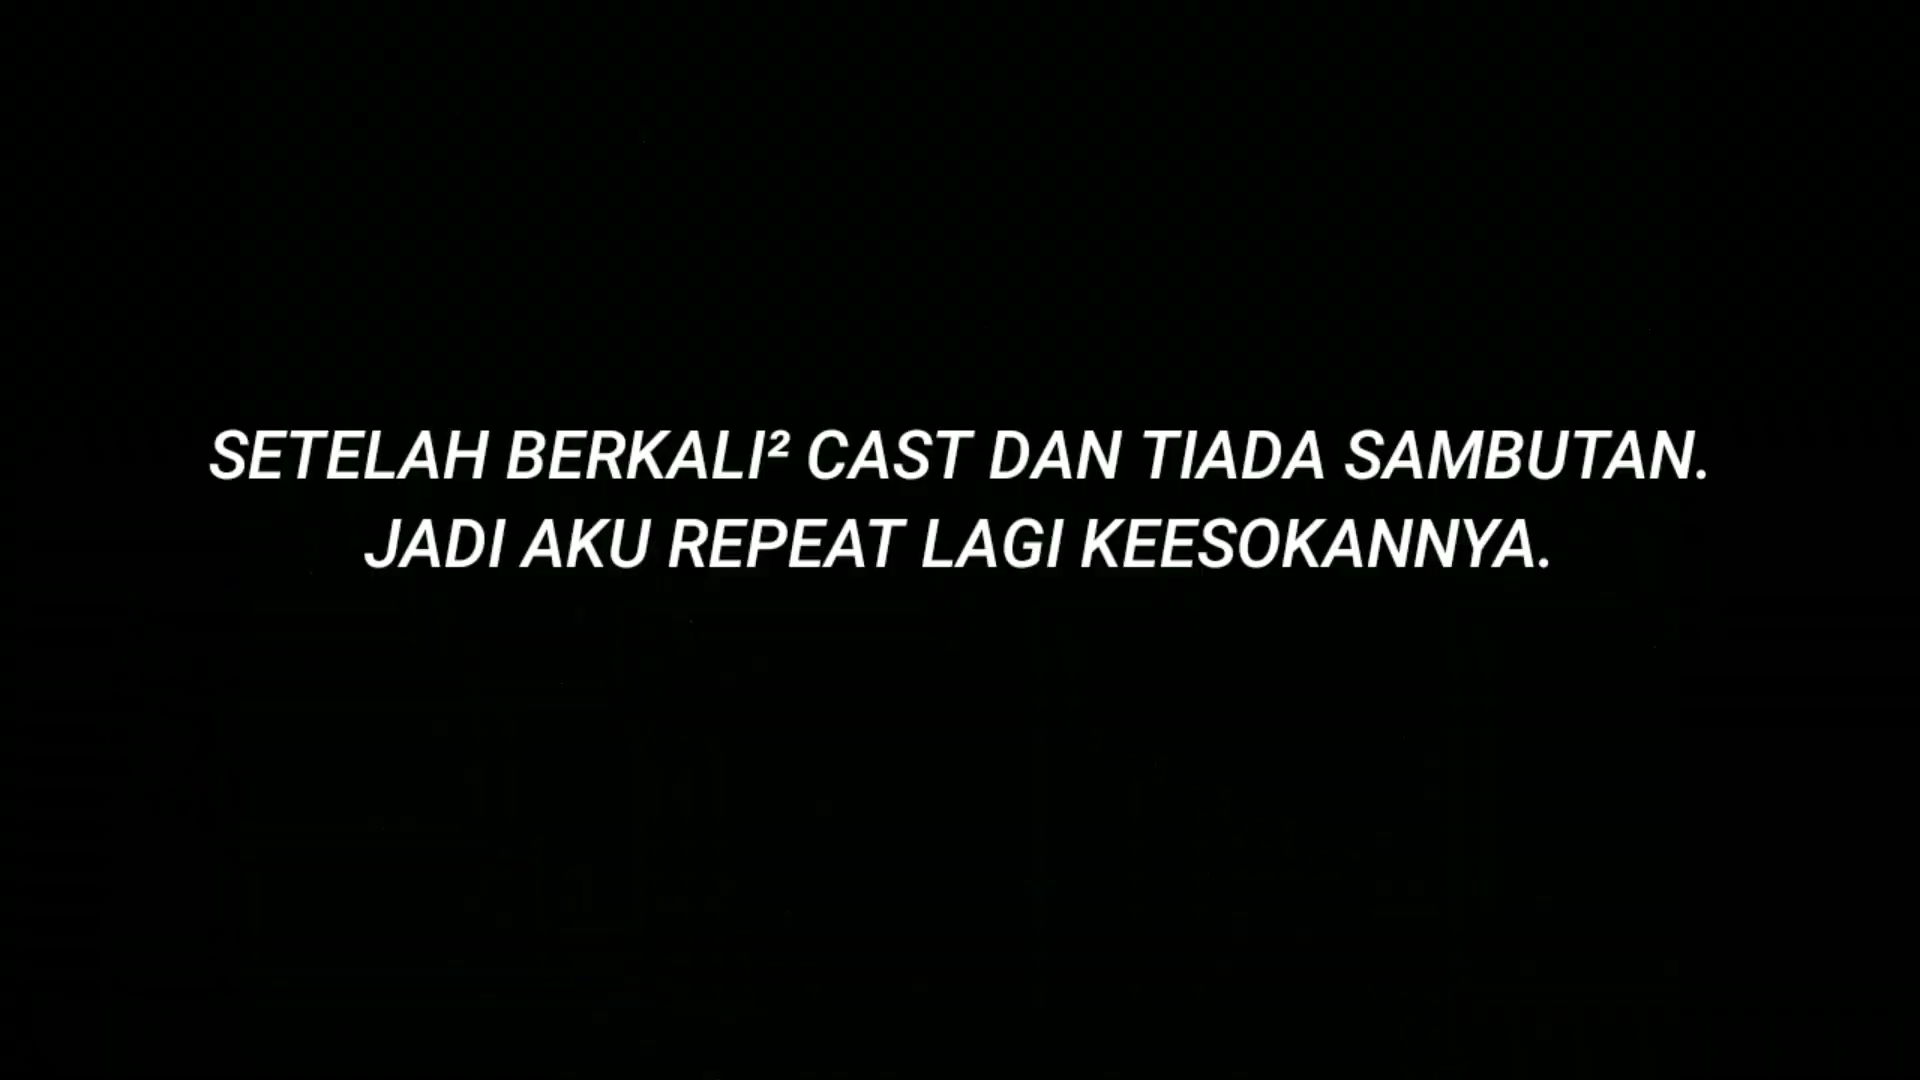 SETELAH BERKALI² CAST DAN TIADA SAMBUTAN.
JADI AKU REPEAT LAGI KEESOKANNYA.